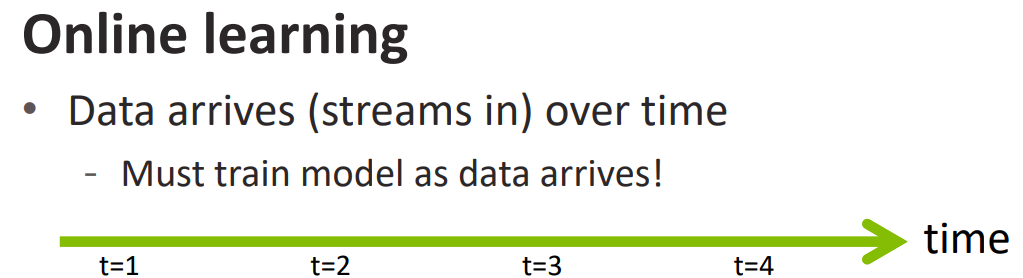 Online learning
• Data arrives (streams in) over time
- Must train model as data arrives!
time
t=1 t=2 t=3 t=4